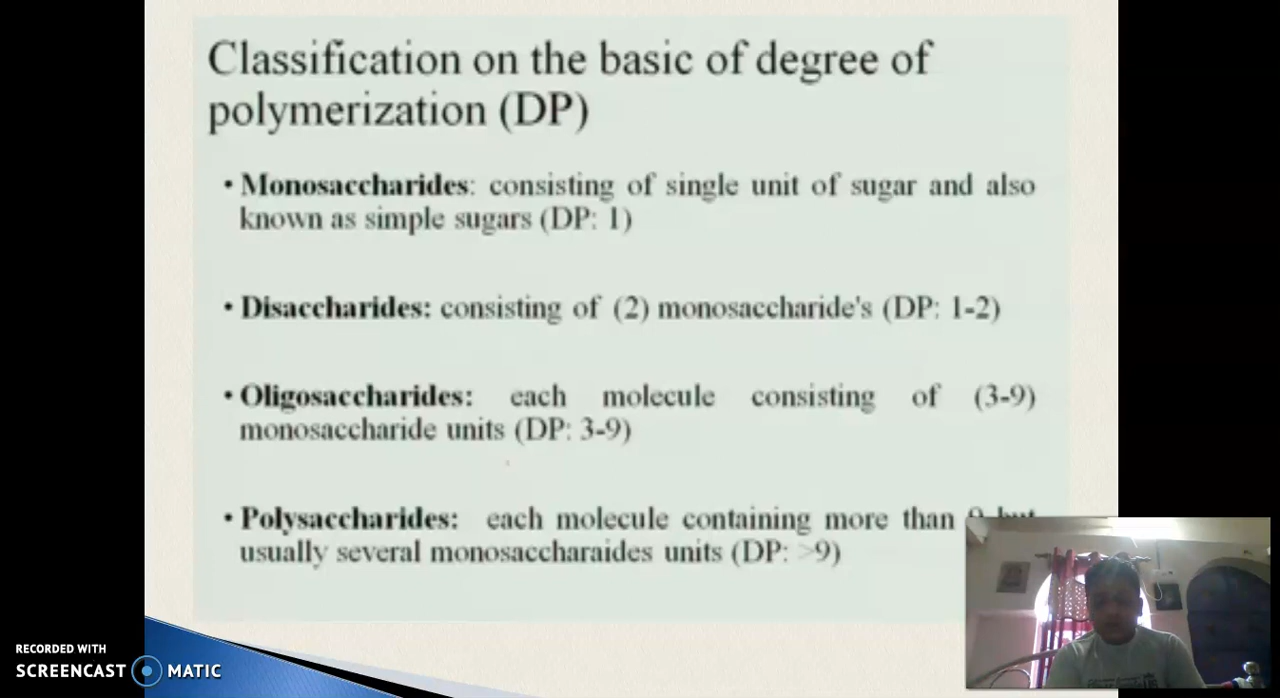 Classification on the basic of degree of
polymerization (DP)
• Monosaccharides: consisting of single unit of sugar and also
known as simple sugars (DP: 1)
• Disaccharides: consisting of (2) monosaccharide's (DP: 1-2)
• Oligosaccharides: each molecule consisting of (3-9)
monosaccharide units (DP: 3-9)
• Polysaccharides: each molecule containing more than 9 but
usually several monosaccharaides units (DP: >9)
RECORDED WITH
SCREENCAST MATIC